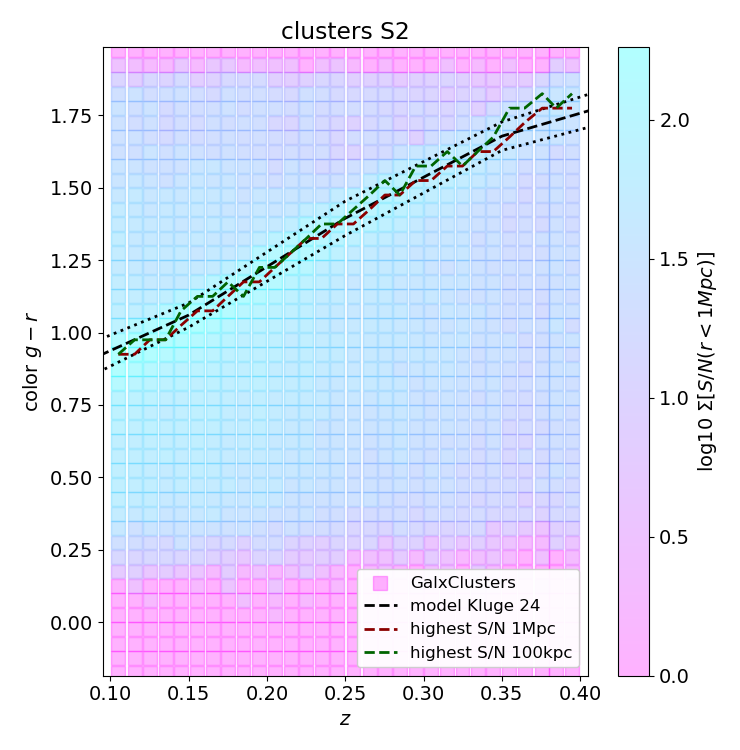 clusters S2
color g − r
1.75
1.50
1.25
1.00
0.75
0.50
0.25
0.00
0.10
0.15
0.20
0.25
0.30
0.35
0.40
z
GalxClusters
model Kluge 24
highest S/N 1Mpc
highest S/N 100kpc
2.0
1.5
1.0
0.5
0.0
log10 Σ[S/N(r < 1Mpc)]